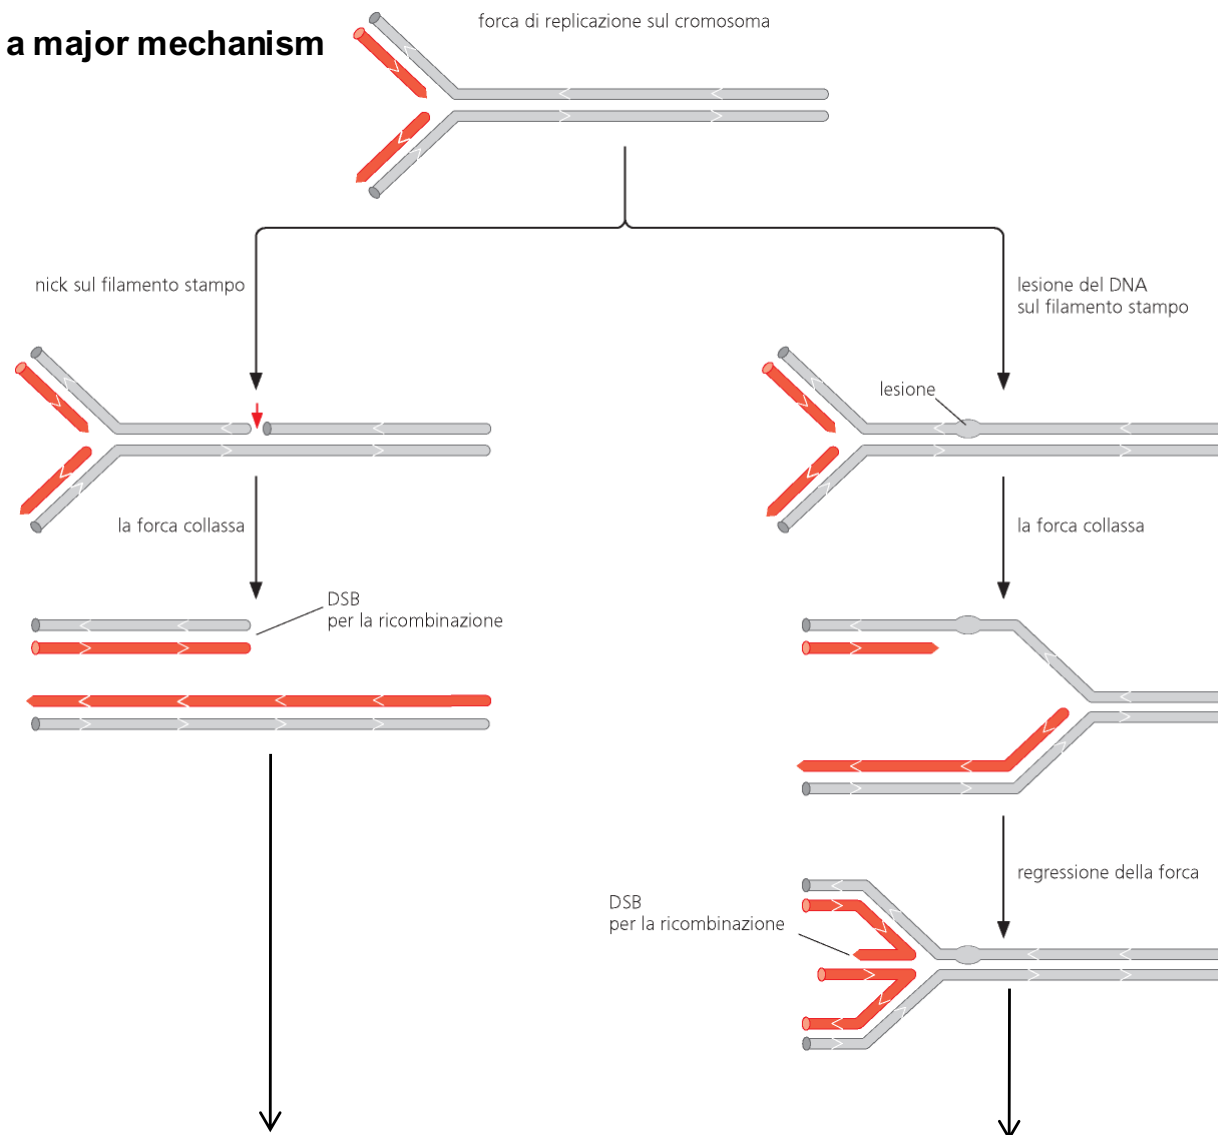 a major mechanism
forca di replicazione sul cromosoma
nick sul filamento stampo
lesione del DNA
sul filamento stampo
lesione
la forca collassa
la forca collassa
DSB
per la ricombinazione
regressione della forca
DSB
per la ricombinazione